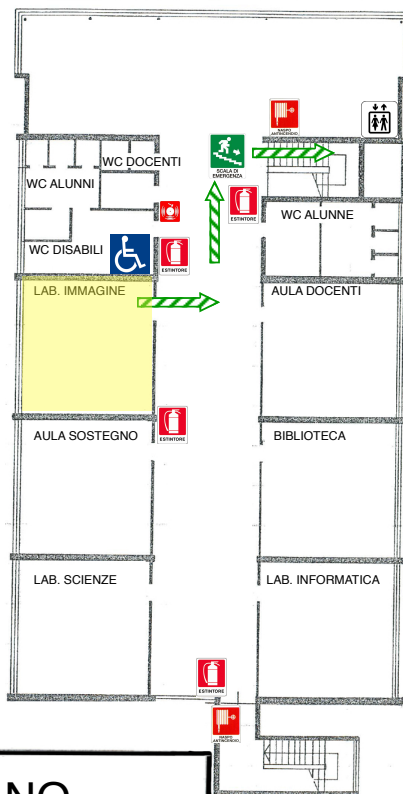 NASPO
ANTINCENDIO
WC DOCENTI
SCALA DI
EMERGENZA
WC ALUNNI
ESTINTORE
WC ALUNNE
WC DISABILI
ESTINTORE
LAB. IMMAGINE
AULA DOCENTI
ESTINTORE
AULA SOSTEGNO
BIBLIOTECA
LAB. SCIENZE
LAB. INFORMATICA
ESTINTORE
NASPO
ANTINCENDIO
NO